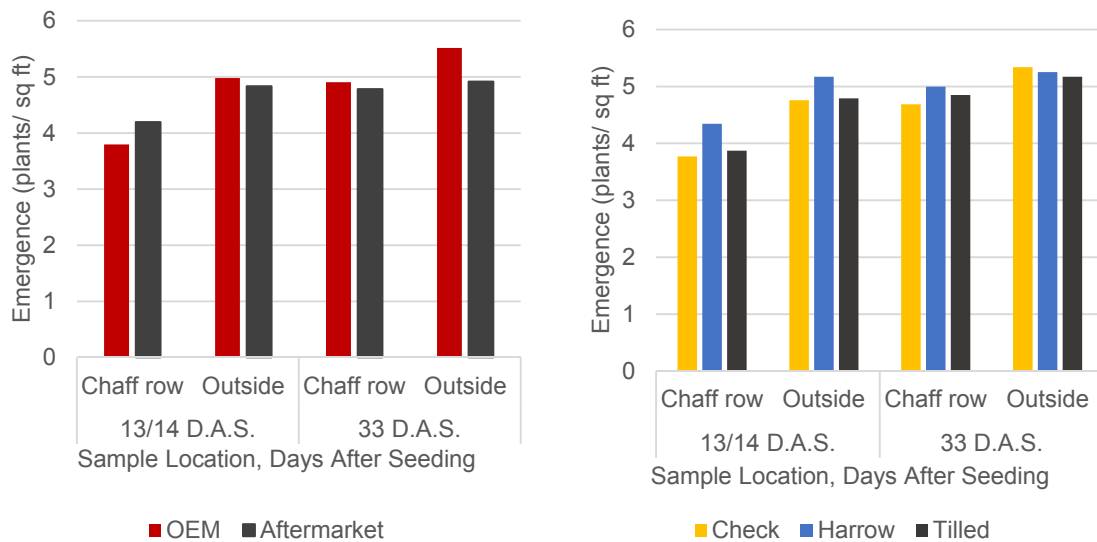 6
5
4
3
2
1
0
Emergence (plants/ sq ft)
Chaff row Outside Chaff row Outside
13/14 D.A.S. 33 D.A.S.
Sample Location, Days After Seeding
OEM Aftermarket
6
5
4
3
2
1
0
Emergence (plants/ sq ft)
Chaff row Outside Chaff row Outside
13/14 D.A.S. 33 D.A.S.
Sample Location, Days After Seeding
Check Harrow Tilled